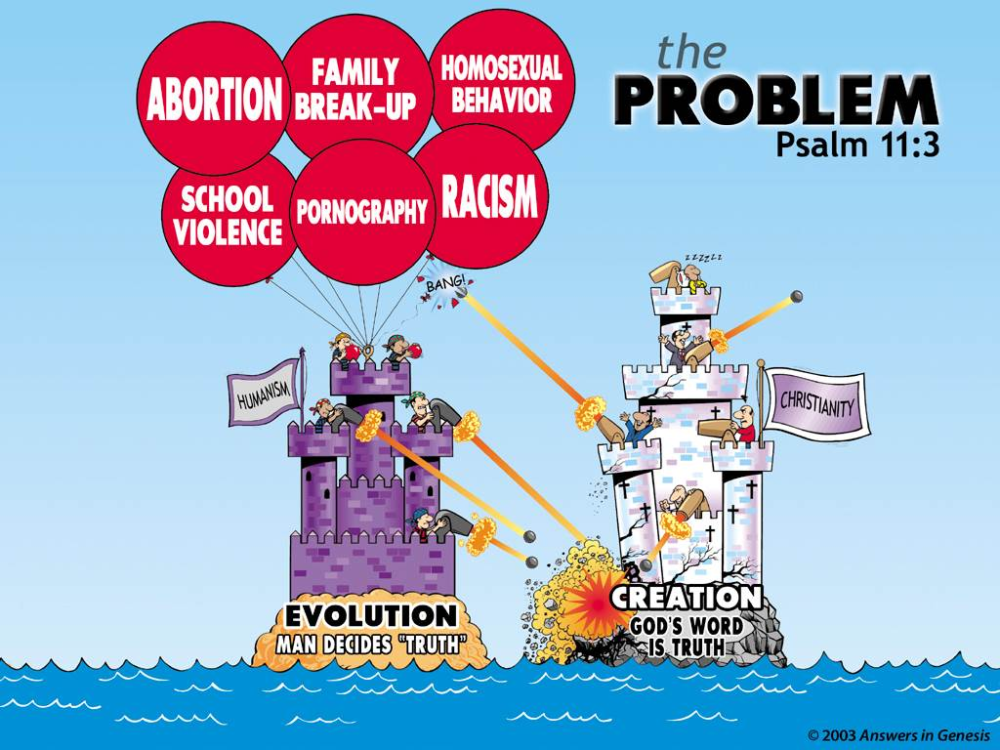 the
PROBLEM
Psalm 11:3
ABORTION
FAMILY
BREAK-UP
HOMOSEXUAL
BEHAVIOR
SCHOOL
VIOLENCE
PORNOGRAPHY
RACISM
BANG!
zzzzzz
HUMANISM
CHRISTIANITY
EVOLUTION
MAN DECIDES "TRUTH"
CREATION
GOD'S WORD
IS TRUTH
© 2003 Answers in Genesis